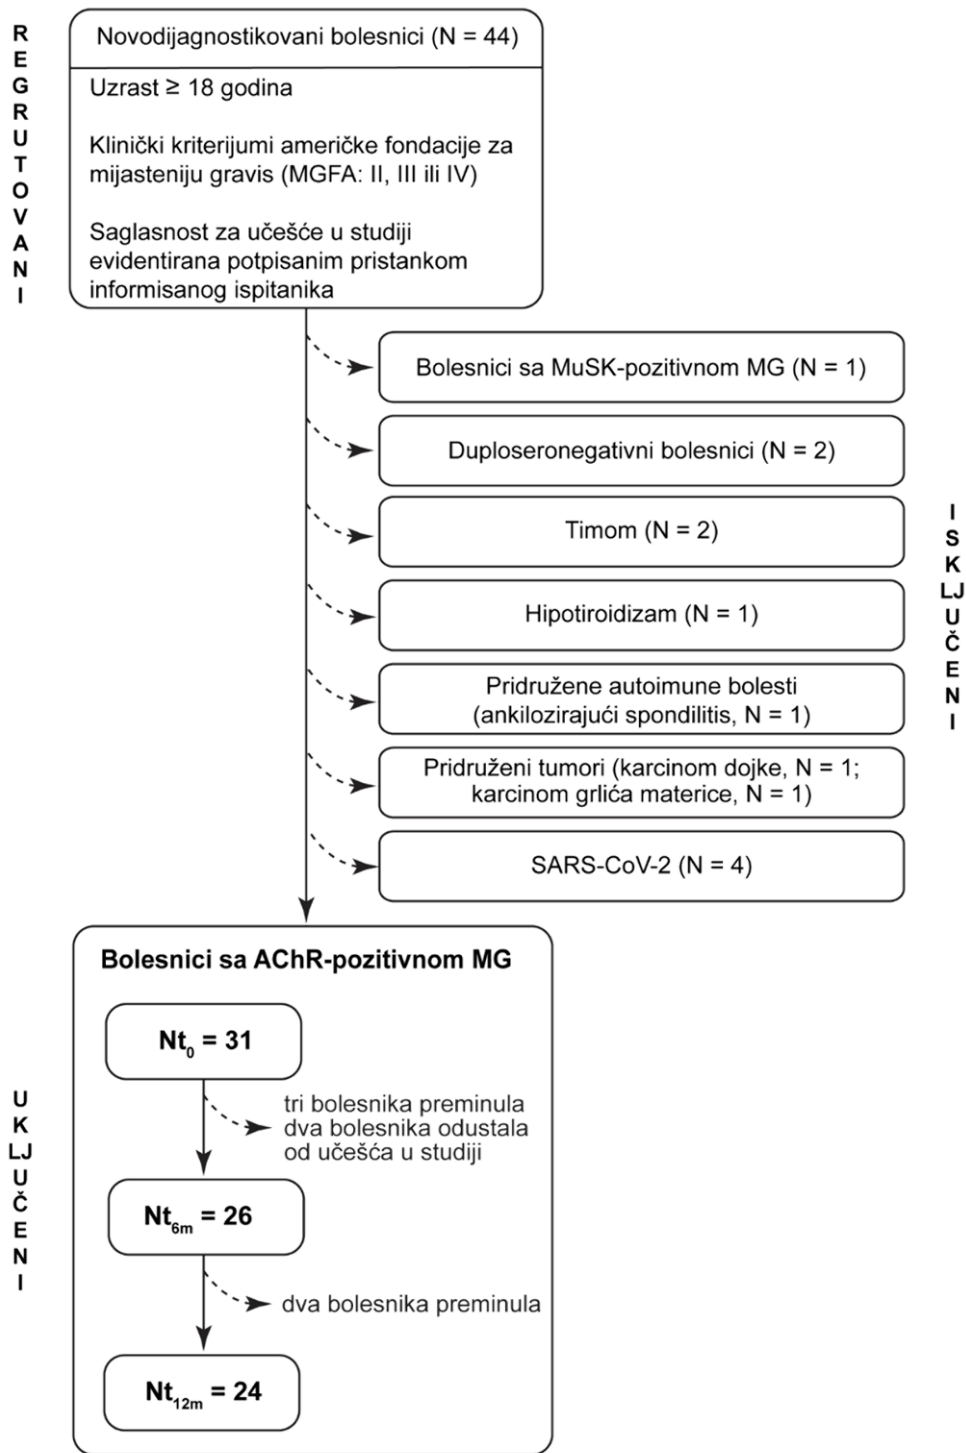 REGRUTOVANI
Novodijagnostikovani bolesnici (N = 44)
Uzrast ≥ 18 godina
Klinički kriterijumi američke fondacije za
mijasteniju gravis (MGFA: II, III ili IV)
Saglasnost za učešće u studiji
evidentirana potpisanim pristankom
informisanog ispitanika
ISKLJUČENI
Bolesnici sa MuSK-pozitivnom MG (N = 1)
Duploseronegativni bolesnici (N = 2)
Timom (N = 2)
Hipotiroidizam (N = 1)
Pridružene autoimune bolesti
(ankilozirajući spondilitis, N = 1)
Pridruženi tumori (karcinom dojke, N = 1;
karcinom grlića materice, N = 1)
SARS-CoV-2 (N = 4)
UKLJUČENI
Bolesnici sa AChR-pozitivnom MG
Nt₀ = 31
tri bolesnika preminula
dva bolesnika odustala
od učešća u studiji
Nt6m = 26
dva bolesnika preminula
Nt12m = 24